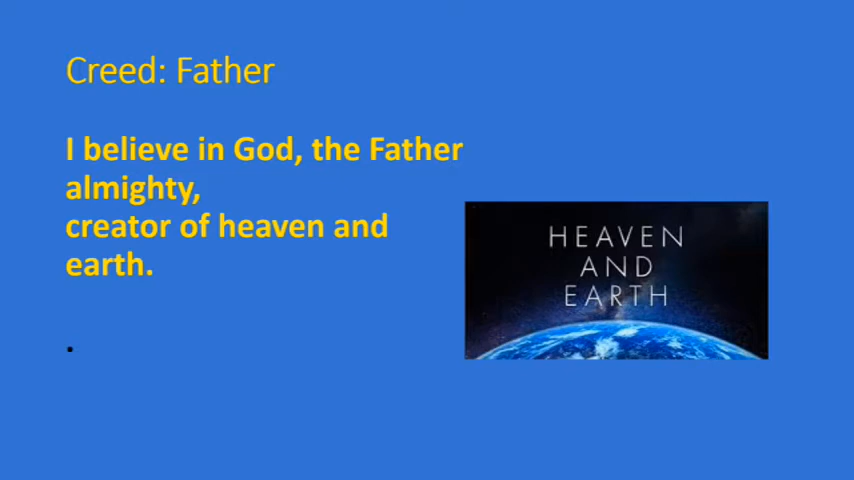 Creed: Father
I believe in God, the Father
almighty,
creator of heaven and
earth.
HEAVEN
AND
EARTH